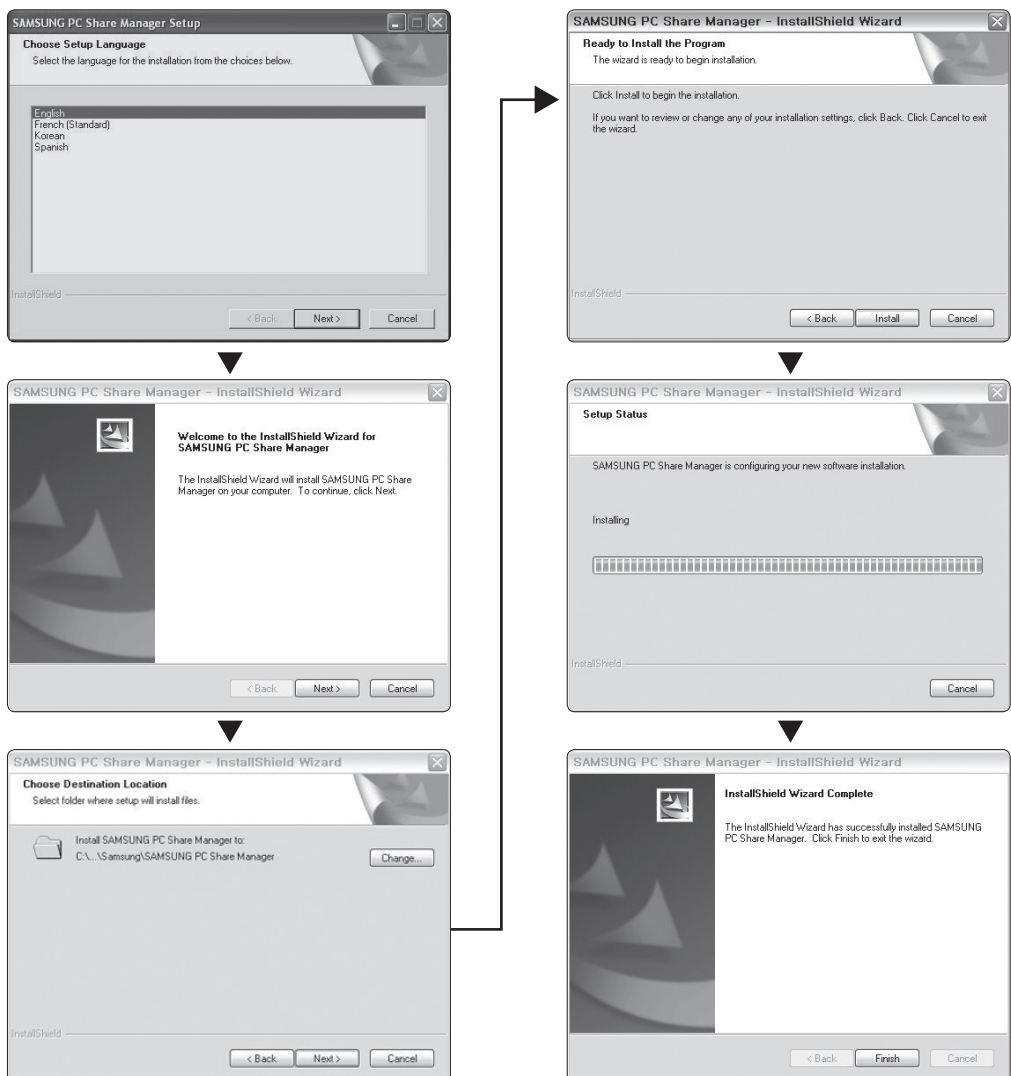 SAMSUNG PC Share Manager Setup
Choose Setup Language
Select the language for the installation from the choices below.
English
French (Standard)
Korean
Spanish
InstallShield
< Back
Next >
Cancel
SAMSUNG PC Share Manager - InstallShield Wizard
Welcome to the InstallShield Wizard for
SAMSUNG PC Share Manager
The InstallShield Wizard will install SAMSUNG PC Share
Manager on your computer. To continue, click Next.
< Back
Next >
Cancel
SAMSUNG PC Share Manager - InstallShield Wizard
Choose Destination Location
Select folder where setup will install files.
Install SAMSUNG PC Share Manager to:
C:\...\Samsung\SAMSUNG PC Share Manager
Change...
InstallShield
< Back
Next >
Cancel
SAMSUNG PC Share Manager - InstallShield Wizard
Ready to Install the Program
The wizard is ready to begin installation.
Click Install to begin the installation.
If you want to review or change any of your installation settings, click Back. Click Cancel to exit
the wizard.
InstallShield
< Back
Install
Cancel
SAMSUNG PC Share Manager - InstallShield Wizard
Setup Status
SAMSUNG PC Share Manager is configuring your new software installation.
Installing
InstallShield
Cancel
SAMSUNG PC Share Manager - InstallShield Wizard
InstallShield Wizard Complete
The InstallShield Wizard has successfully installed SAMSUNG
PC Share Manager. Click Finish to exit the wizard.
< Back
Finish
Cancel